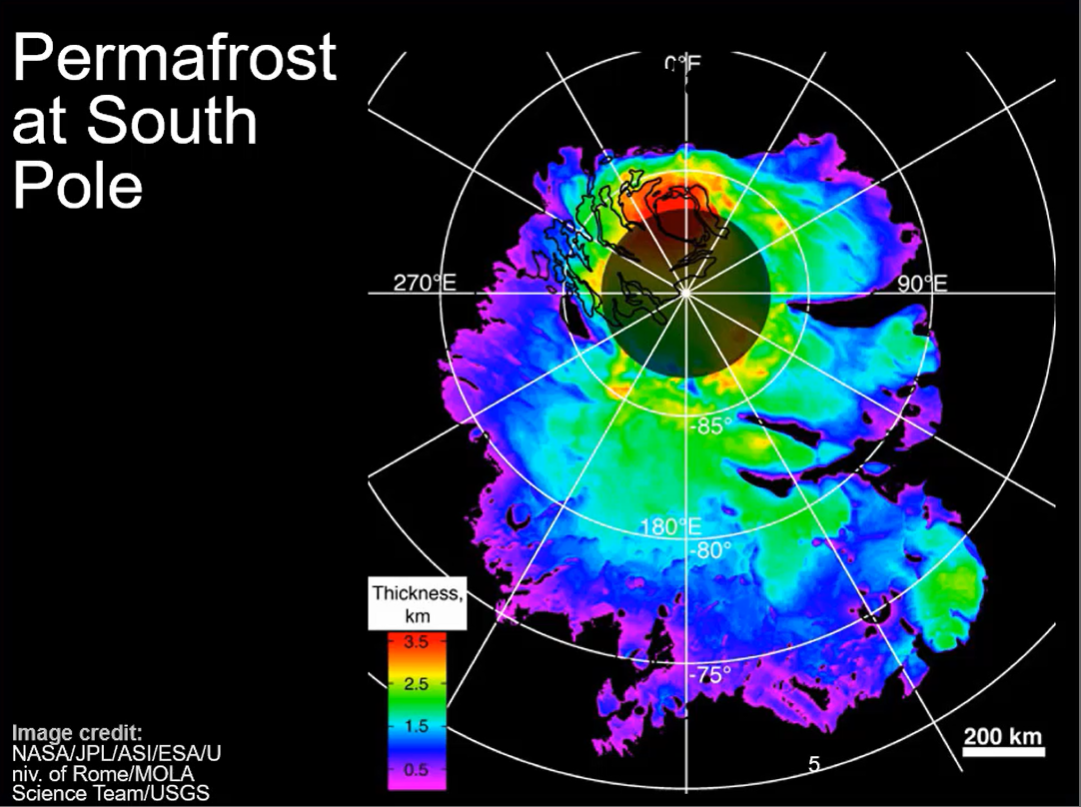 Permafrost
at South
Pole
0°E
270°E
90°E
-85°
180°E
-80°
-75°
Thickness,
km
3.5
2.5
1.5
0.5
200 km
5
Image credit:
NASA/JPL/ASI/ESA/U
niv. of Rome/MOLA
Science Team/USGS